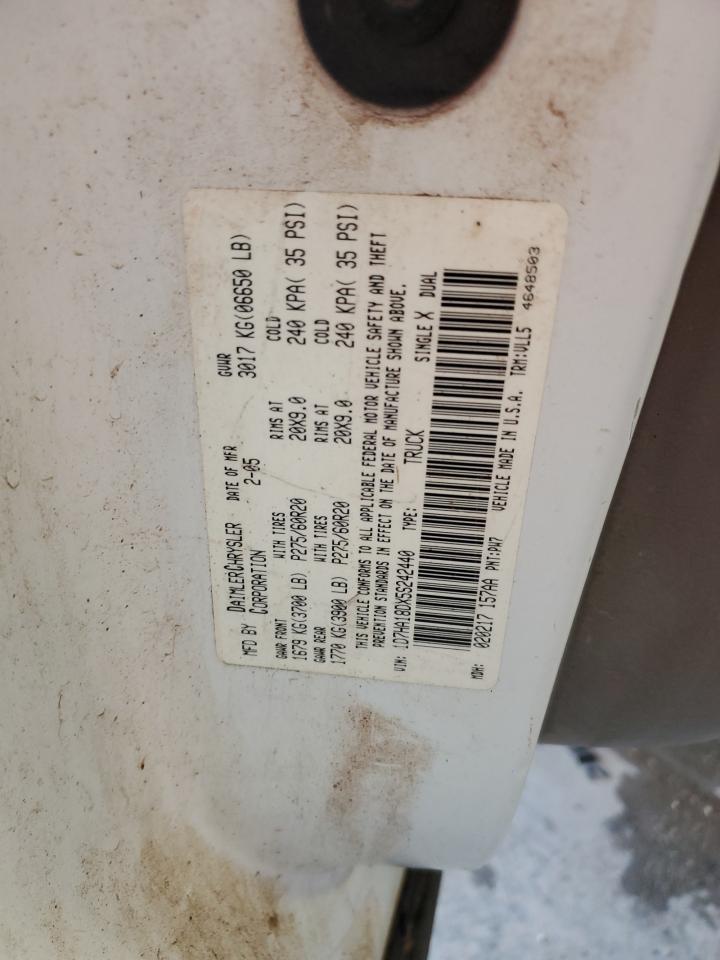 MFD BY DAIMLERCHRYSLER CORPORATION DATE OF MFR 2-05 GVWR 3017 KG(06650 LB)
GAWR FRONT WITH TIRES RIMS AT COLD
1679 KG(3700 LB) P275/60R20 20X9.0 240 KPA( 35 PSI)
GAWR REAR WITH TIRES RIMS AT COLD
1770 KG(3900 LB) P275/60R20 20X9.0 240 KPA( 35 PSI)
THIS VEHICLE CONFORMS TO ALL APPLICABLE FEDERAL MOTOR VEHICLE SAFETY AND THEFT
PREVENTION STANDARDS IN EFFECT ON THE DATE OF MANUFACTURE SHOWN ABOVE.
VIN: 1D7HA18DX5S242440 TYPE: TRUCK SINGLE X DUAL
MDH: 020217 157AA PNT:PW7 VEHICLE MADE IN U.S.A. TRM:VLL5 4648503